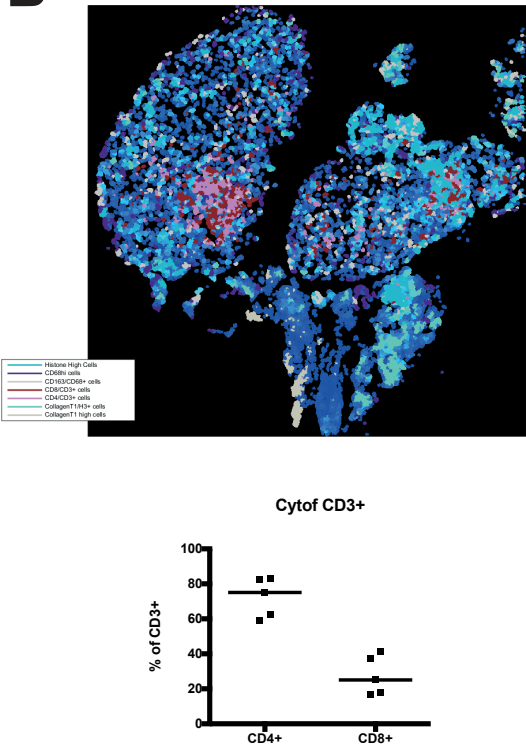 B
Histone High Cells
CD68hi cells
CD163/CD68+ cells
CD8/CD3+ cells
CD4/CD3+ cells
CollagenT1/H3+ cells
CollagenT1 high cells
Cytof CD3+
% of CD3+
100
80
60
40
20
0
CD4+ CD8+